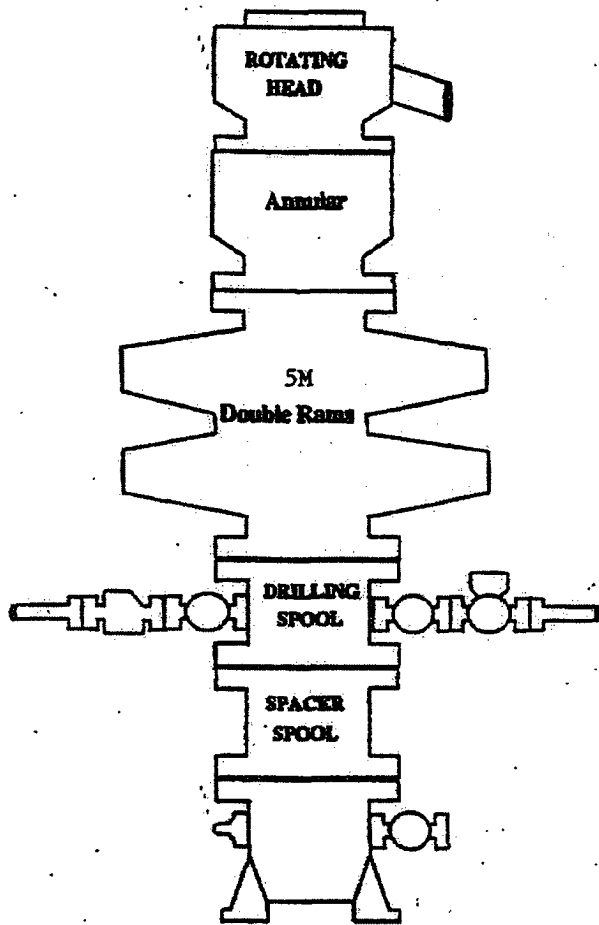 ROTATING
HEAD
Annular
5M
Double Rams
DRILLING
SPOOL
SPACER
SPOOL